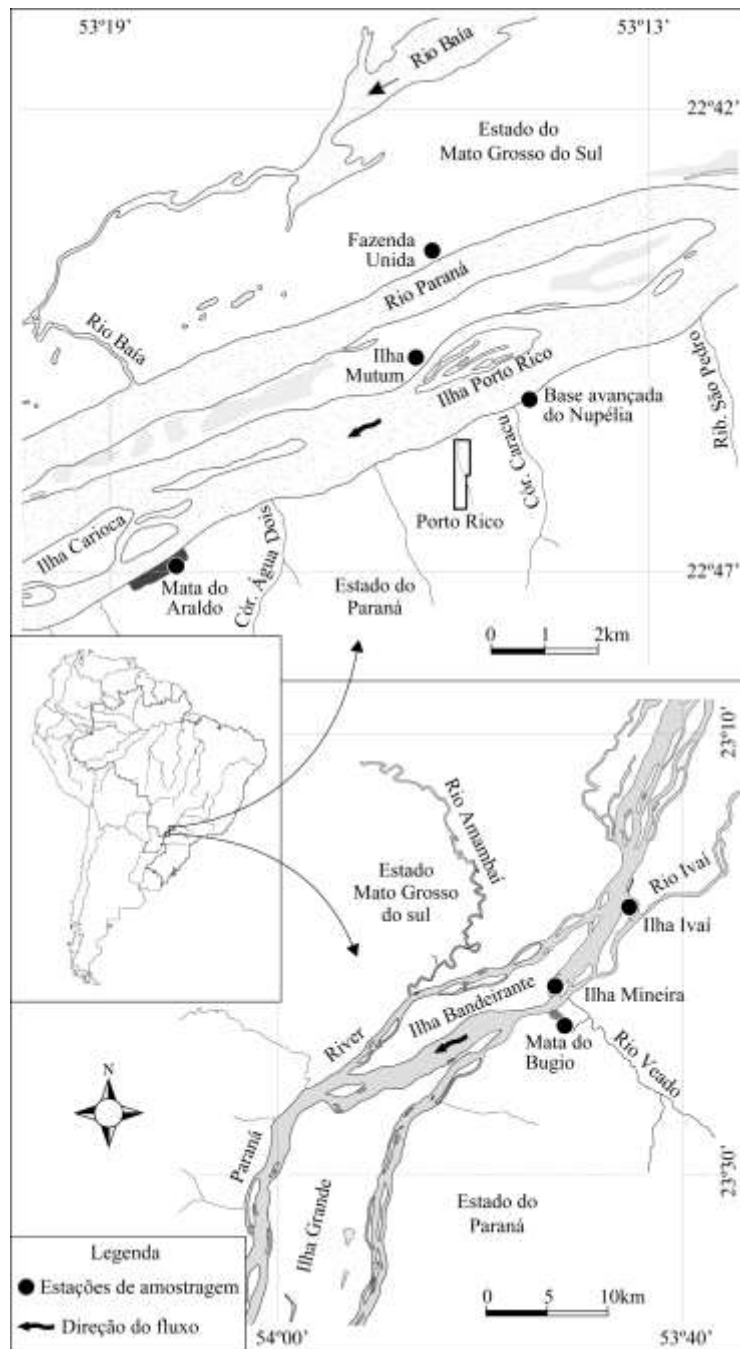 53°19'
53°13'
Rio Baía
22°42'
Estado do
Mato Grosso do Sul
Fazenda
Unida
Rio Paraná
Rio Baía
Ilha
Mutum
Ilha Porto Rico
Base avançada
do Nupélia
Rib. São Pedro
Cór. Caracu
Porto Rico
Ilha Carioca
Mata do
Araldo
Cór. Água Dois
Estado do
Paraná
22°47'
0 1 2km
23°10'
Rio Amambaí
Estado
Mato Grosso
do sul
Rio Ivaí
Ilha Ivaí
Ilha Bandeirante
Ilha Mineira
River
Mata do
Bugio
Rio Veado
N
Paraná
23°30'
Ilha Grande
Estado do
Paraná
Legenda
Estações de amostragem
Direção do fluxo
0 5 10km
54°00'
53°40'